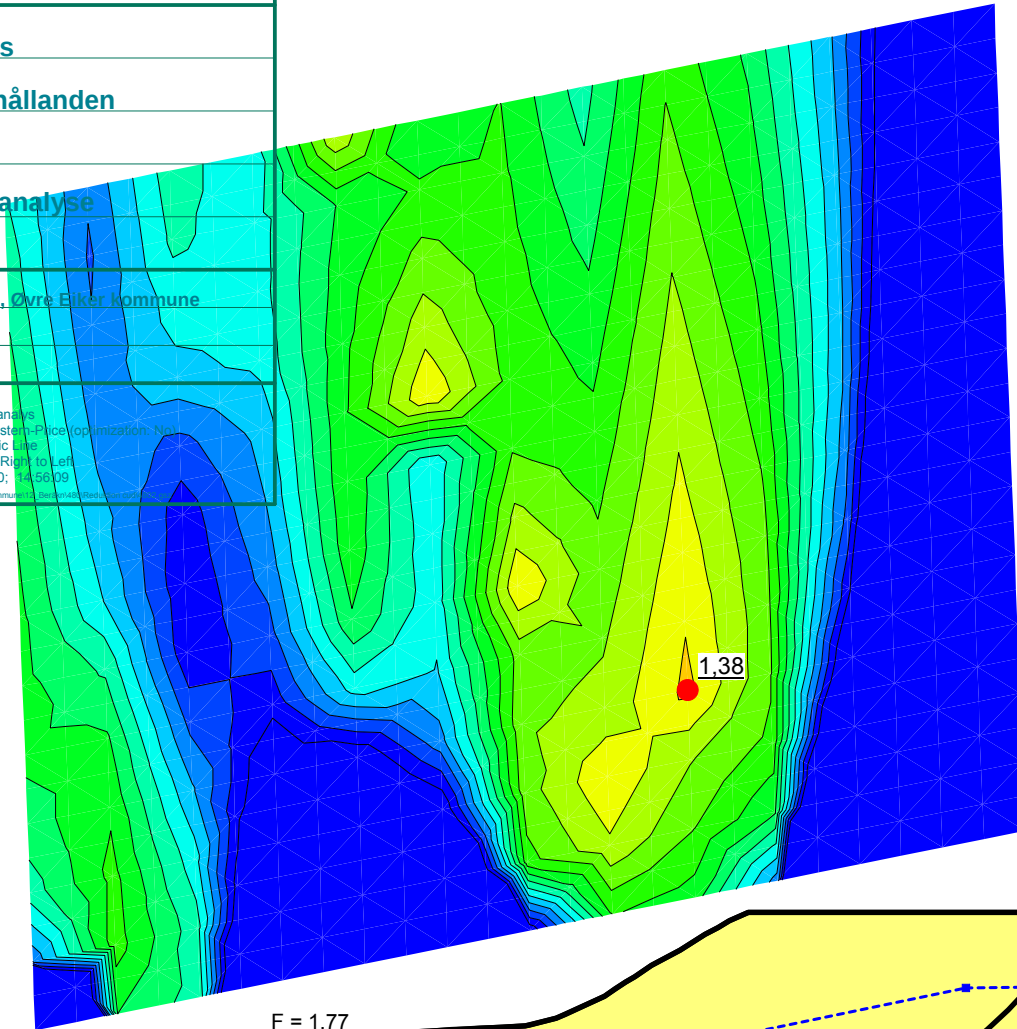 s
hållanden
analyse
, Øvre Eiker kommune
analys
stern-Price (optimization: No)
ic Line
Right to Left
0; 14:56:09
1,38
F = 1.77